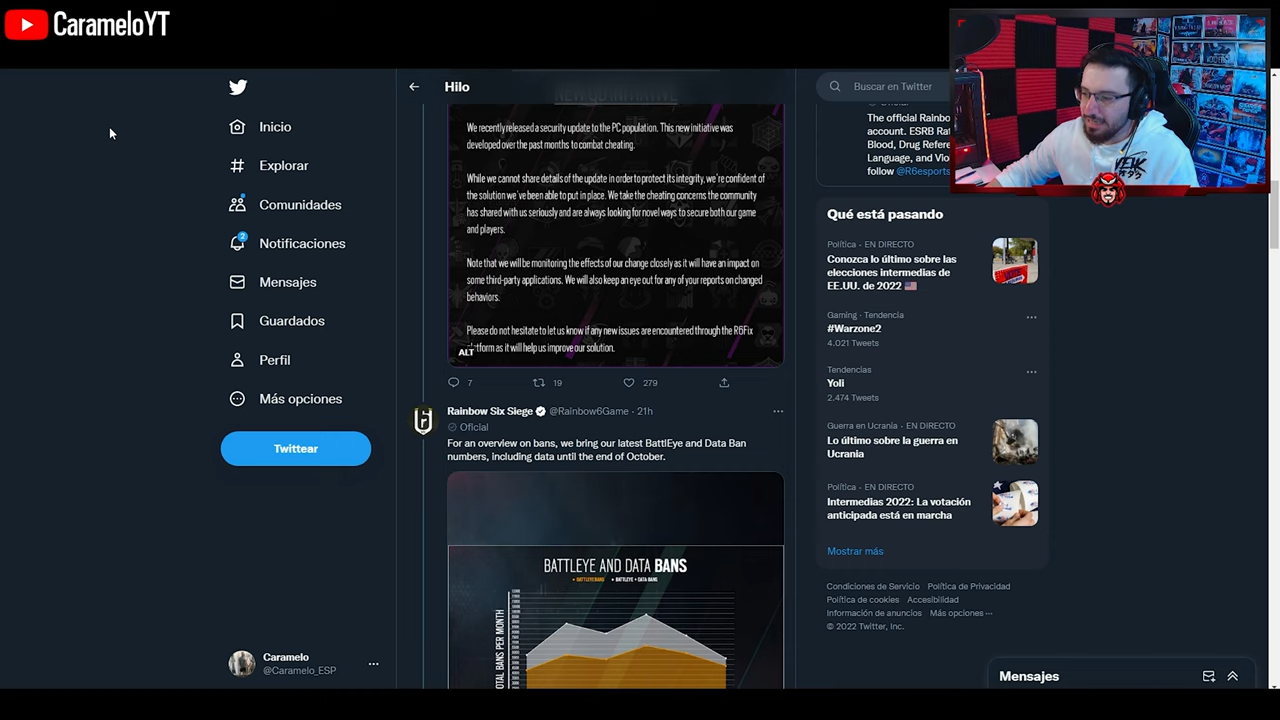 CarameloYT
Inicio
Explorar
Comunidades
2
Notificaciones
Mensajes
Guardados
Perfil
Más opciones
Twittear
Caramelo
@Caramelo_ESP
Hilo
NEW QB INITIATIVE
We recently released a security update to the PC population. This new initiative was
developed over the past months to combat cheating.
While we cannot share details of the update in order to protect its integrity, we're confident of
the solution we've been able to put in place. We take the cheating concerns the community
has shared with us seriously and are always looking for novel ways to secure both our game
and players.
Note that we will be monitoring the effects of our change closely as it will have an impact on
some third-party applications. We will also keep an eye out for any of your reports on changed
behaviors.
Please do not hesitate to let us know if any new issues are encountered through the R6Fix
platform as it will help us improve our solution.
ALT
7 19 279
Rainbow Six Siege @Rainbow6Game · 21h
Oficial
For an overview on bans, we bring our latest BattlEye and Data Ban
numbers, including data until the end of October.
BATTLEYE AND DATA BANS
BATTLEYE BANS BATTLEYE + DATA BANS
TOTAL BANS PER MONTH
Buscar en Twitter
The official Rainbo
account. ESRB Rat
Blood, Drug Refere
Language, and Vio
follow @R6esports
Qué está pasando
Política · EN DIRECTO
Conozca lo último sobre las
elecciones intermedias de
EE.UU. de 2022
Gaming · Tendencia
#Warzone2
4.021 Tweets
Tendencias
Yoli
2.474 Tweets
Guerra en Ucrania · EN DIRECTO
Lo último sobre la guerra en
Ucrania
Política · EN DIRECTO
Intermedias 2022: La votación
anticipada está en marcha
Mostrar más
Condiciones de Servicio Política de Privacidad
Política de cookies Accesibilidad
Información de anuncios Más opciones ···
© 2022 Twitter, Inc.
Mensajes